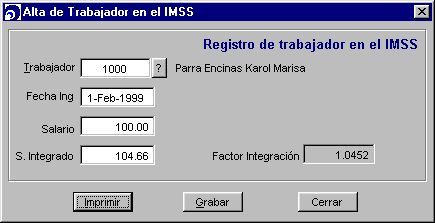 Alta de Trabajador en el IMSS
Registro de trabajador en el IMSS
Trabajador 1000 ? Parra Encinas Karol Marisa
Fecha Ing 1-Feb-1999
Salario 100.00
S. Integrado 104.66 Factor Integración 1.0452
Imprimir Grabar Cerrar